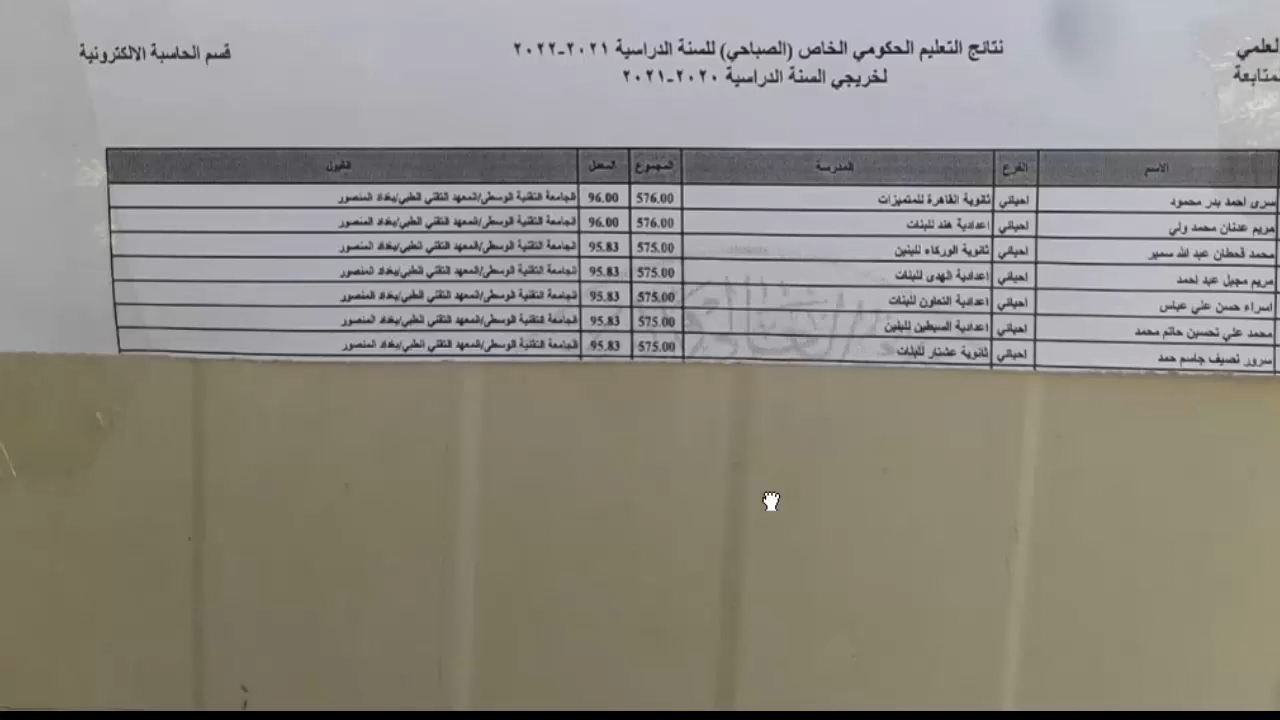 لعلمي
نتائج التعليم الحكومي الخاص (الصباحي) للسنة الدراسية ٢٠٢١-٢٠٢٢
قسم الحاسبة الالكترونية
لمتابعة
لخريجي السنة الدراسية ٢٠٢٠-٢٠٢١
الاسم الفرع المدرسة المجموع المعدل القبول
سرى احمد بدر محمود احيائي ثانوية القاهرة للمتميزات 576.00 96.00 الجامعة التقنية الوسطى/المعهد التقني الطبي/بغداد المنصور
مريم عدنان محمد ولي احيائي اعدادية هند للبنات 576.00 96.00 الجامعة التقنية الوسطى/المعهد التقني الطبي/بغداد المنصور
محمد قحطان عبد الله سمير احيائي ثانوية الوركاء للبنين 575.00 95.83 الجامعة التقنية الوسطى/المعهد التقني الطبي/بغداد المنصور
مريم مجيل عبد احمد احيائي اعدادية الهدى للبنات 575.00 95.83 الجامعة التقنية الوسطى/المعهد التقني الطبي/بغداد المنصور
اسراء حسن علي عباس احيائي اعدادية التعاون للبنات 575.00 95.83 الجامعة التقنية الوسطى/المعهد التقني الطبي/بغداد المنصور
محمد علي تحسين حاتم محمد احيائي اعدادية السبطين للبنين 575.00 95.83 الجامعة التقنية الوسطى/المعهد التقني الطبي/بغداد المنصور
سرور نصيف جاسم حمد احيائي ثانوية عشتار للبنات 575.00 95.83 الجامعة التقنية الوسطى/المعهد التقني الطبي/بغداد المنصور